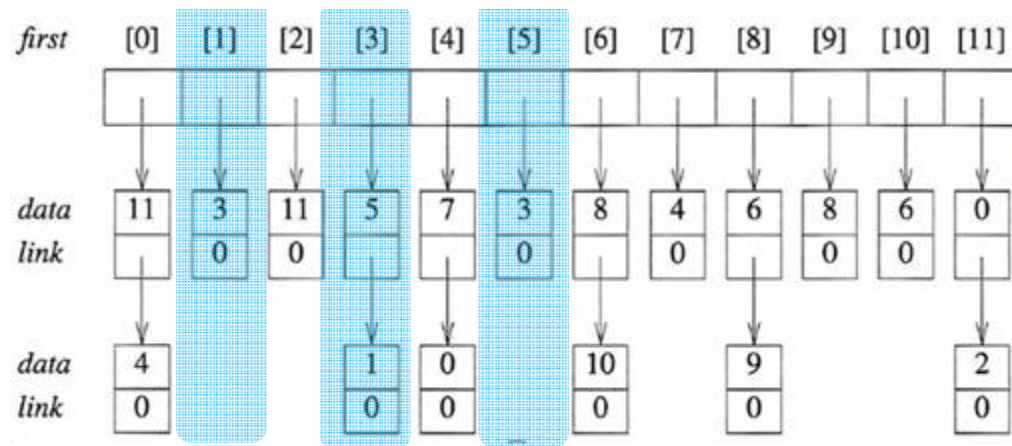 first [0] [1] [2] [3] [4] [5] [6] [7] [8] [9] [10] [11]
data 11 3 11 5 7 3 8 4 6 8 6 0
link 0 0 0 0 0 0
data 4 1 0 10 9 2
link 0 0 0 0 0 0